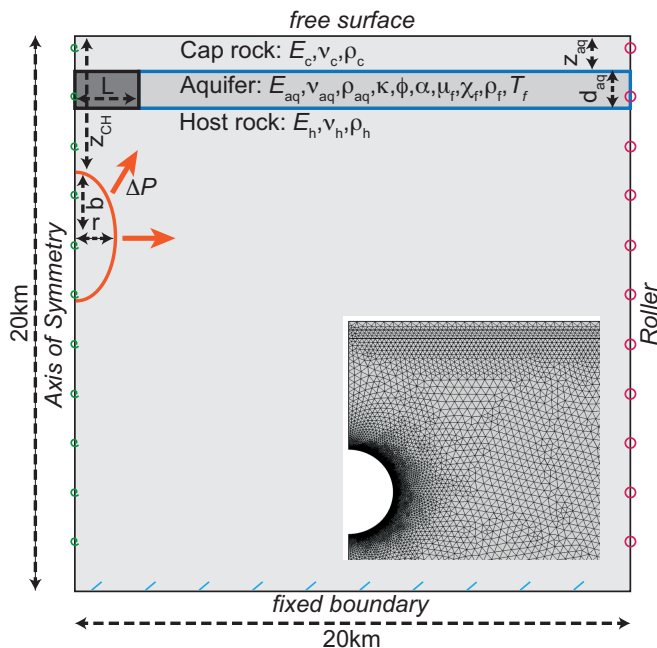 free surface
Cap rock: E_c,ν_c,ρ_c
z_aq
L
Aquifer: E_aq,ν_aq,ρ_aq,κ,ϕ,α,μ_f,χ_f,ρ_f,T_f
d_aq
z_CH
Host rock: E_h,ν_h,ρ_h
ΔP
b
r
20km
Axis of Symmetry
Roller
fixed boundary
20km